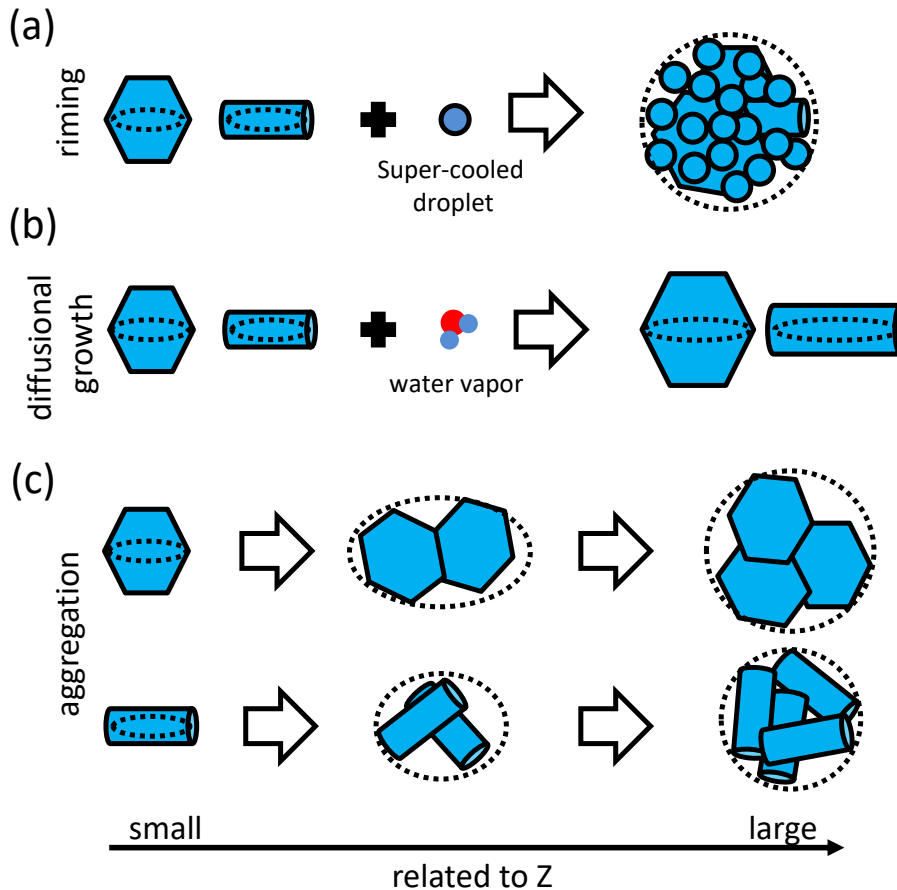 (a)
riming
Super-cooled
droplet
(b)
diffusional
growth
water vapor
(c)
aggregation
small
large
related to Z